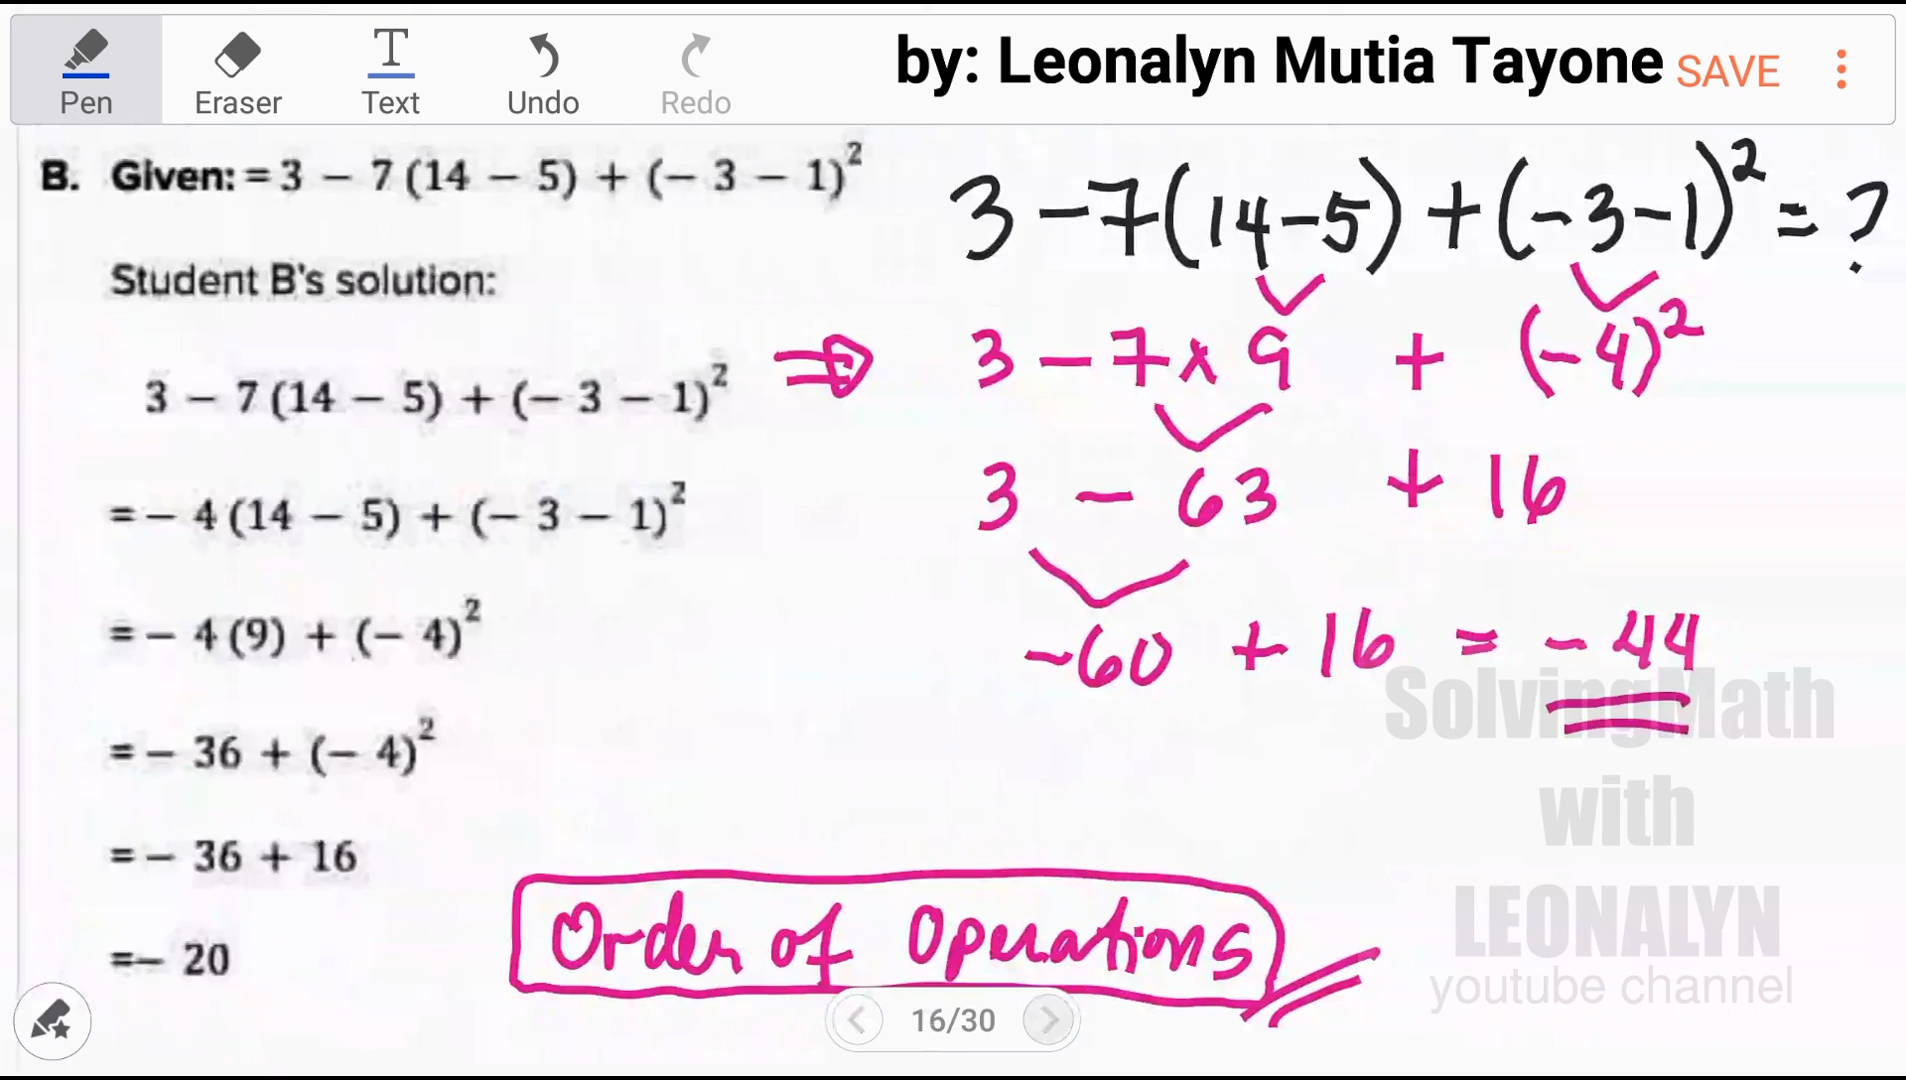 Pen Eraser Text Undo Redo by: Leonalyn Mutia Tayone SAVE
B. Given: = 3 − 7 (14 − 5) + (− 3 − 1)²
Student B's solution:
3 − 7 (14 − 5) + (− 3 − 1)²
= − 4 (14 − 5) + (− 3 − 1)²
= − 4 (9) + (− 4)²
= − 36 + (− 4)²
= − 36 + 16
= − 20
3 − 7(14 − 5) + (− 3 − 1)² = ?
⇒ 3 − 7 × 9 + (− 4)²
3 − 63 + 16
−60 + 16 = − 44
Order of Operations
SolvingMath
with
LEONALYN
youtube channel
16/30